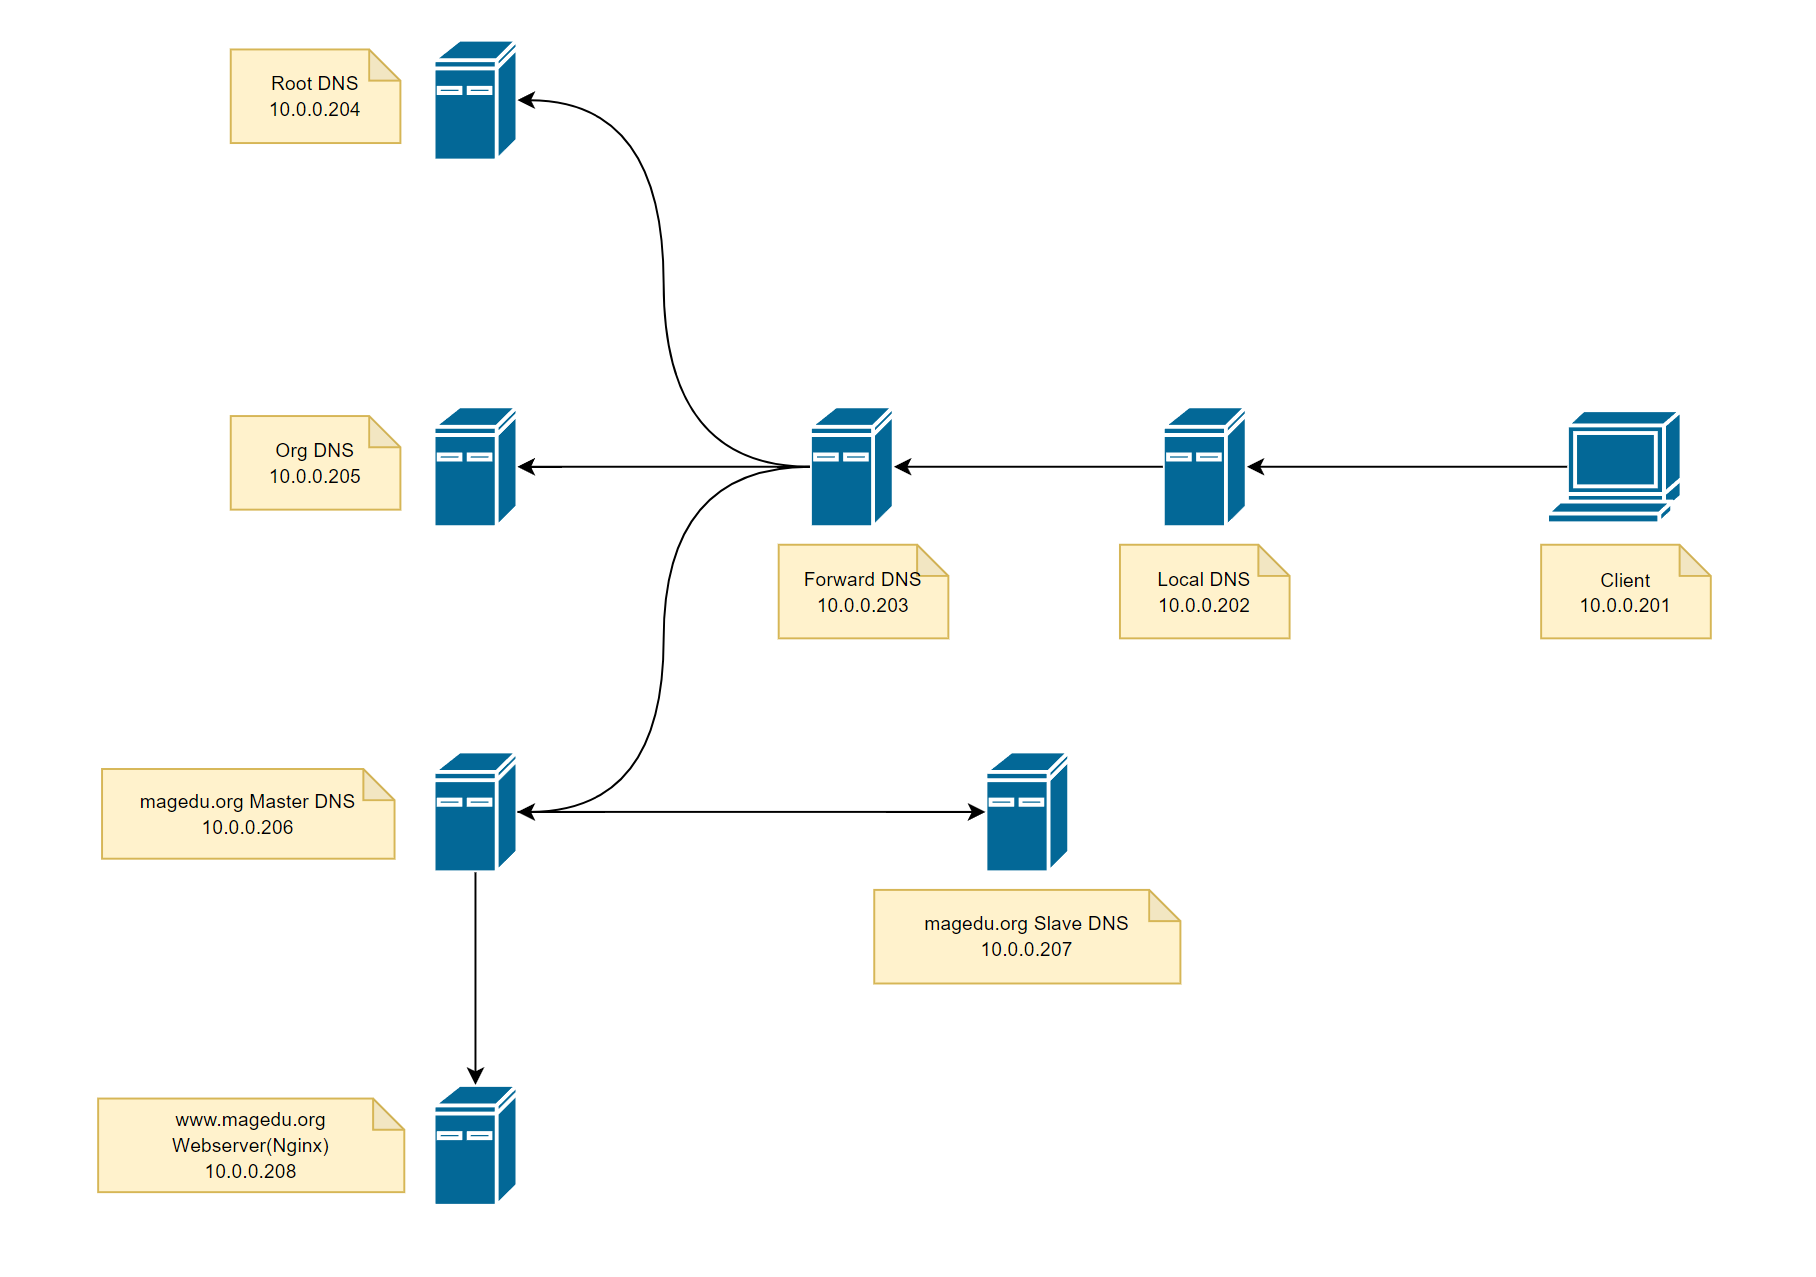 Root DNS
10.0.0.204
Org DNS
10.0.0.205
Forward DNS
10.0.0.203
Local DNS
10.0.0.202
Client
10.0.0.201
magedu.org Master DNS
10.0.0.206
magedu.org Slave DNS
10.0.0.207
www.magedu.org
Webserver(Nginx)
10.0.0.208